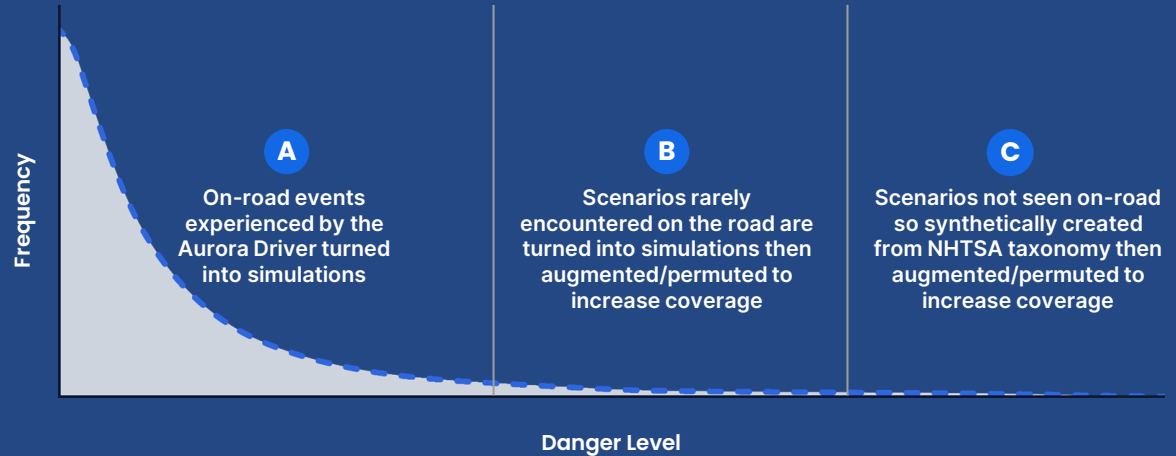 Frequency
A
On-road events
experienced by the
Aurora Driver turned
into simulations
B
Scenarios rarely
encountered on the road are
turned into simulations then
augmented/permuted to
increase coverage
C
Scenarios not seen on-road
so synthetically created
from NHTSA taxonomy then
augmented/permuted to
increase coverage
Danger Level